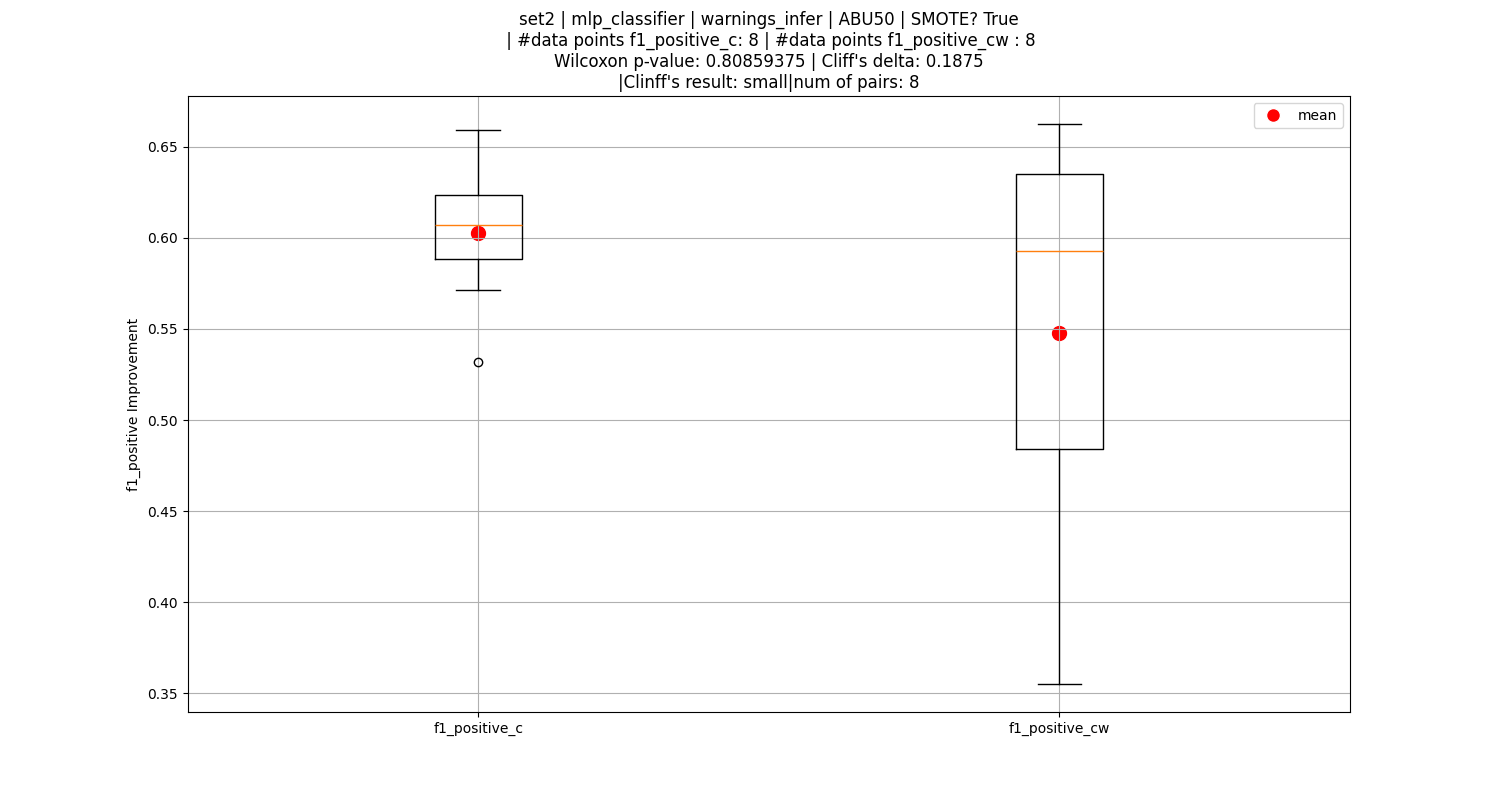 set2 | mlp_classifier | warnings_infer | ABU50 | SMOTE? True
| #data points f1_positive_c: 8 | #data points f1_positive_cw : 8
Wilcoxon p-value: 0.80859375 | Cliff's delta: 0.1875
|Clinff's result: small|num of pairs: 8
mean
0.65
0.60
0.55
0.50
0.45
0.40
0.35
f1_positive Improvement
f1_positive_c
f1_positive_cw